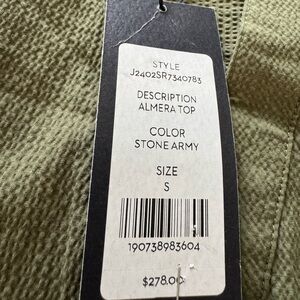 STYLE
J2402SR7340783
DESCRIPTION
ALMERA TOP
COLOR
STONE ARMY
SIZE
S
190738983604
$278.00